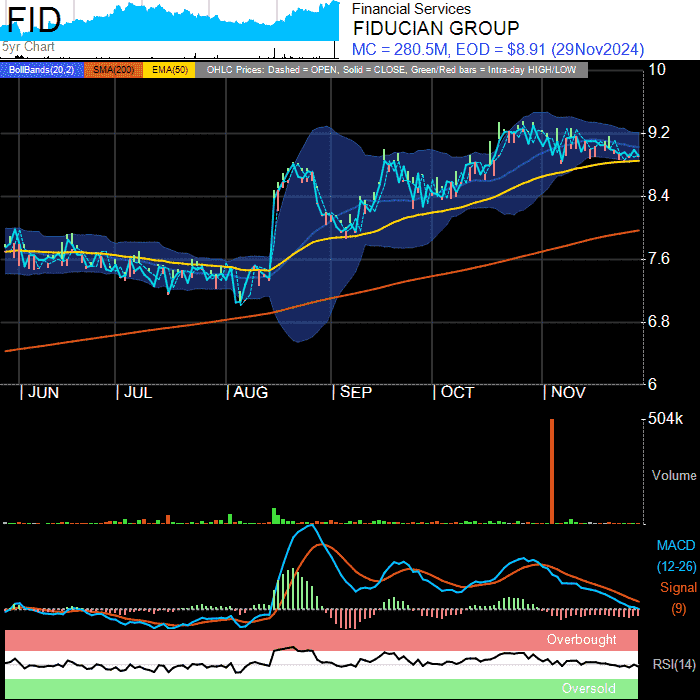 FID
5yr Chart
Financial Services
FIDUCIAN GROUP
MC = 280.5M, EOD = $8.91 (29Nov2024)
BollBands(20,2) SMA(200) EMA(50) OHLC Prices: Dashed = OPEN, Solid = CLOSE, Green/Red bars = Intra-day HIGH/LOW
10
9.2
8.4
7.6
6.8
6
| JUN | JUL | AUG | SEP | OCT | NOV
504k
Volume
MACD
(12-26)
Signal
(9)
Overbought
RSI(14)
Oversold